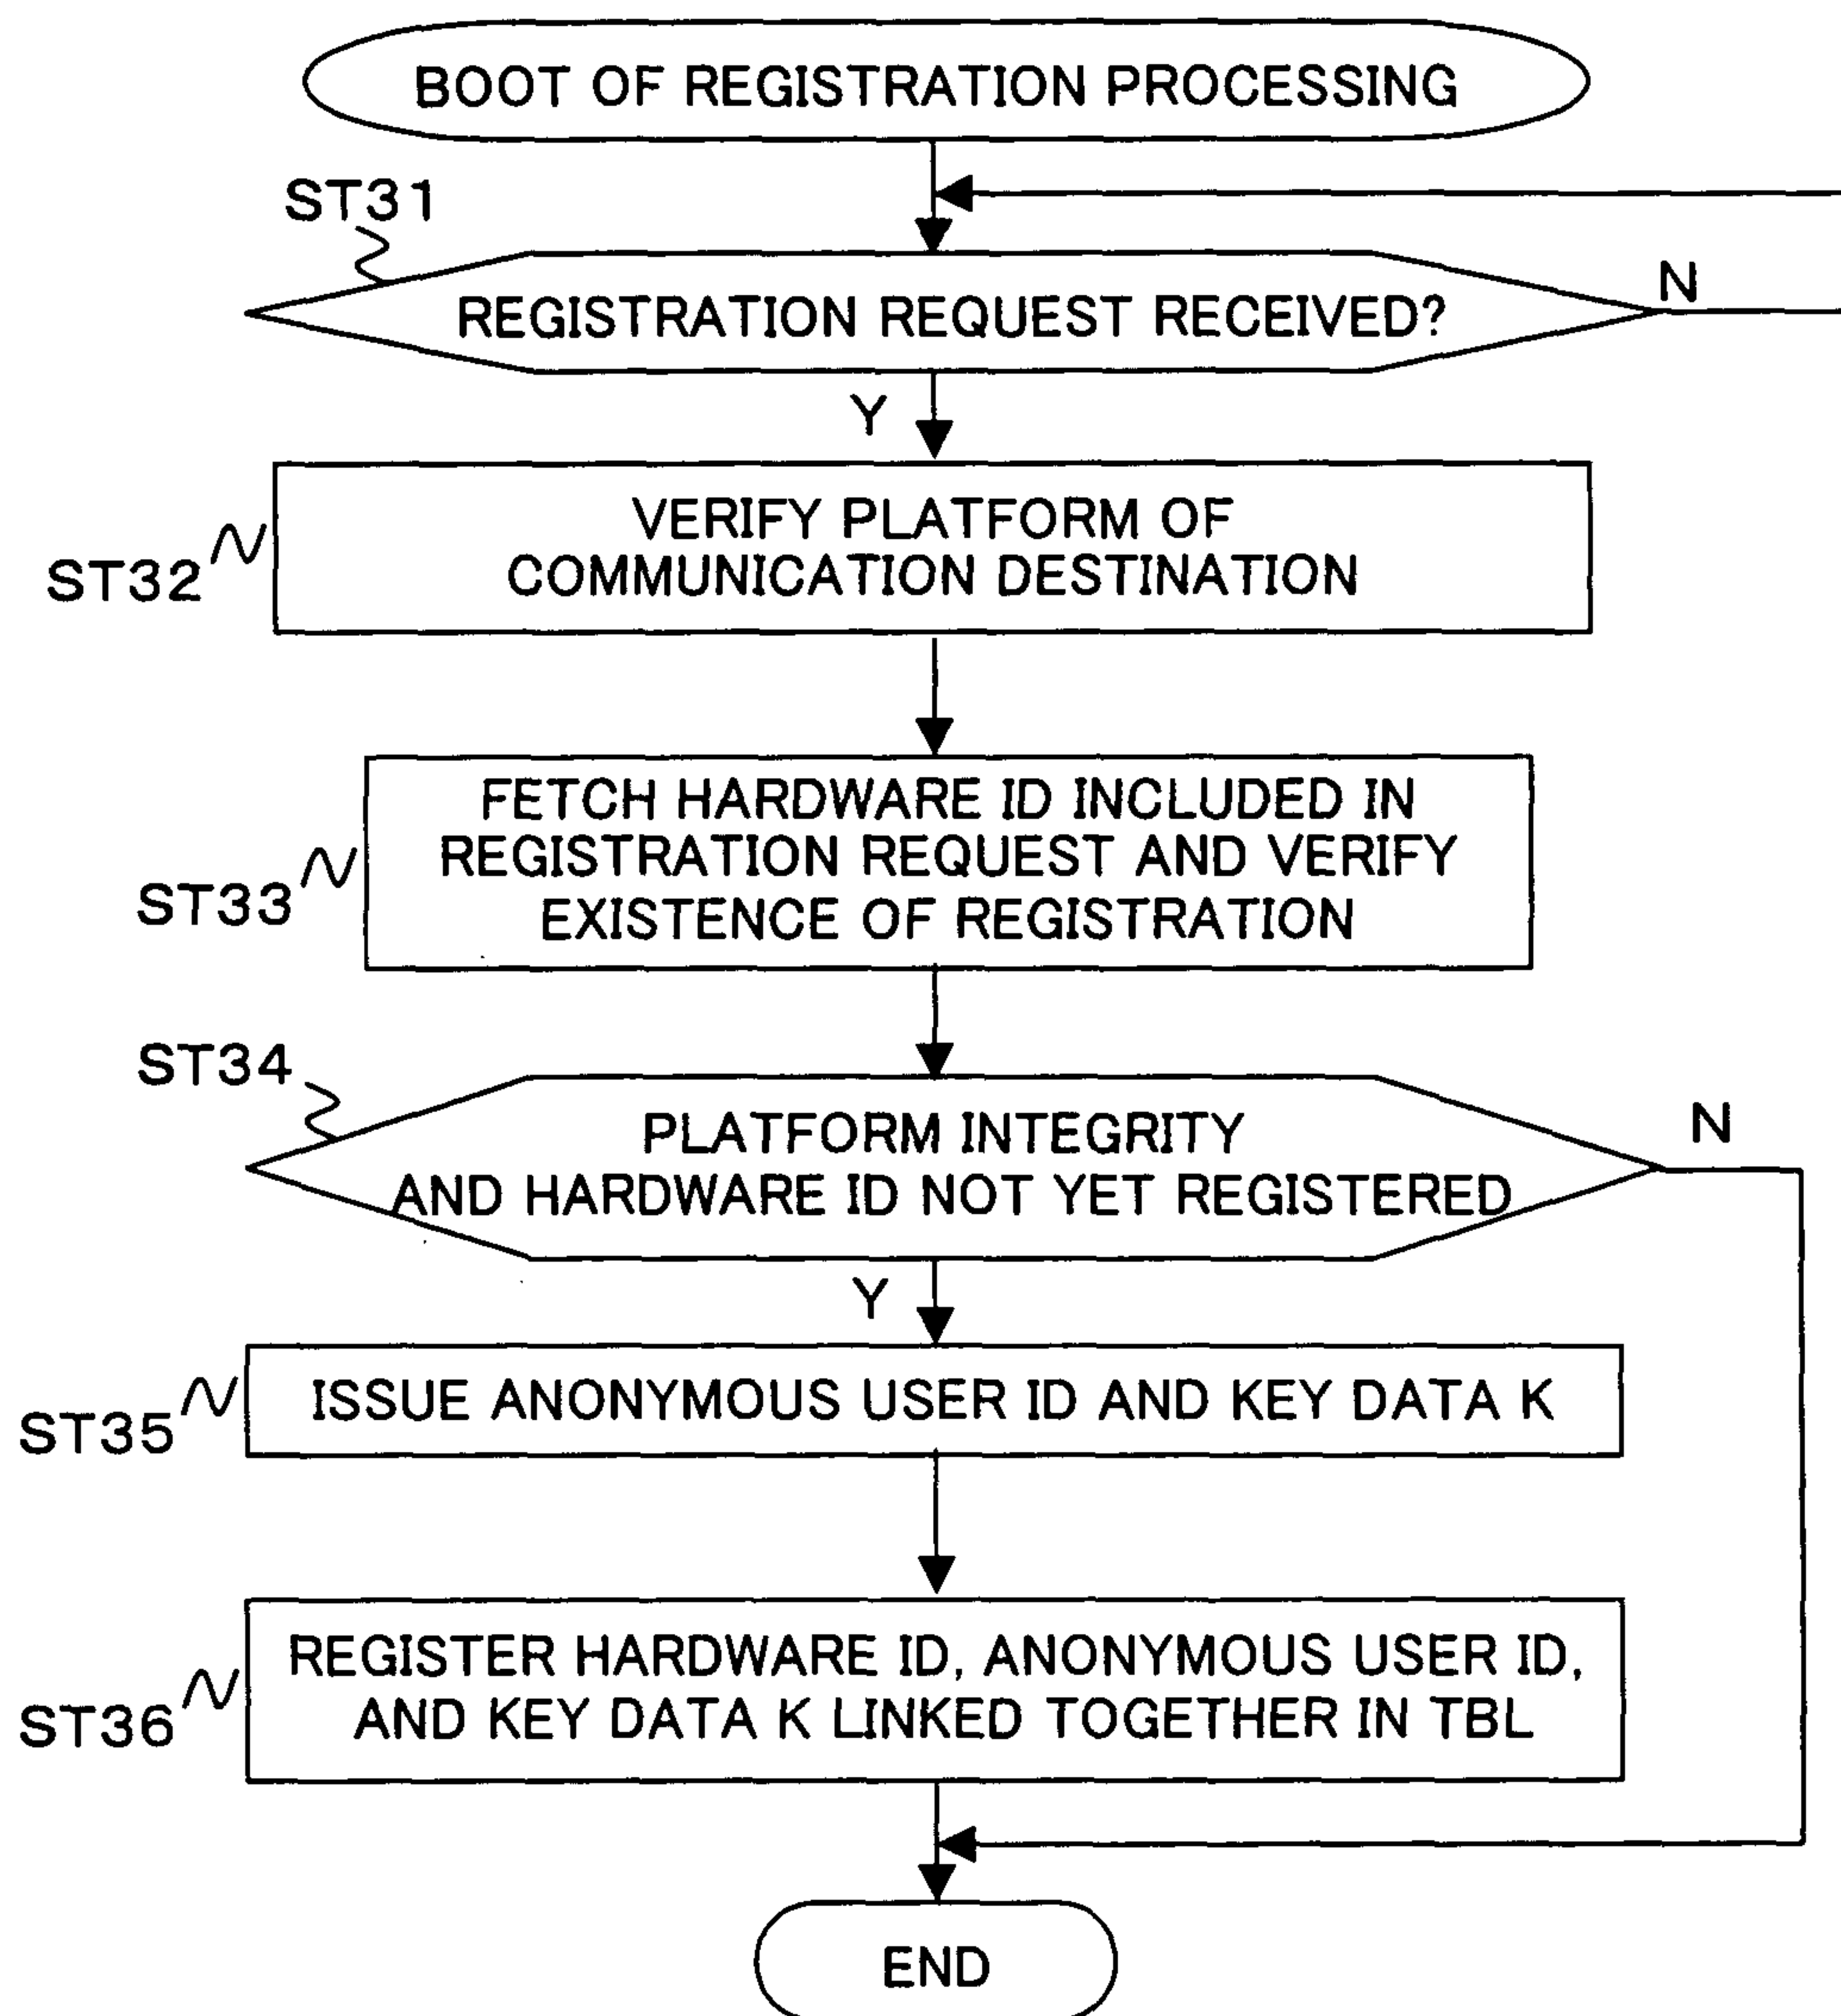 BOOT OF REGISTRATION PROCESSING
ST31
REGISTRATION REQUEST RECEIVED?
N
Y
VERIFY PLATFORM OF
COMMUNICATION DESTINATION
ST32
FETCH HARDWARE ID INCLUDED IN
REGISTRATION REQUEST AND VERIFY
EXISTENCE OF REGISTRATION
ST33
ST34
PLATFORM INTEGRITY
AND HARDWARE ID NOT YET REGISTERED
N
Y
ISSUE ANONYMOUS USER ID AND KEY DATA K
ST35
REGISTER HARDWARE ID, ANONYMOUS USER ID,
AND KEY DATA K LINKED TOGETHER IN TBL
ST36
END